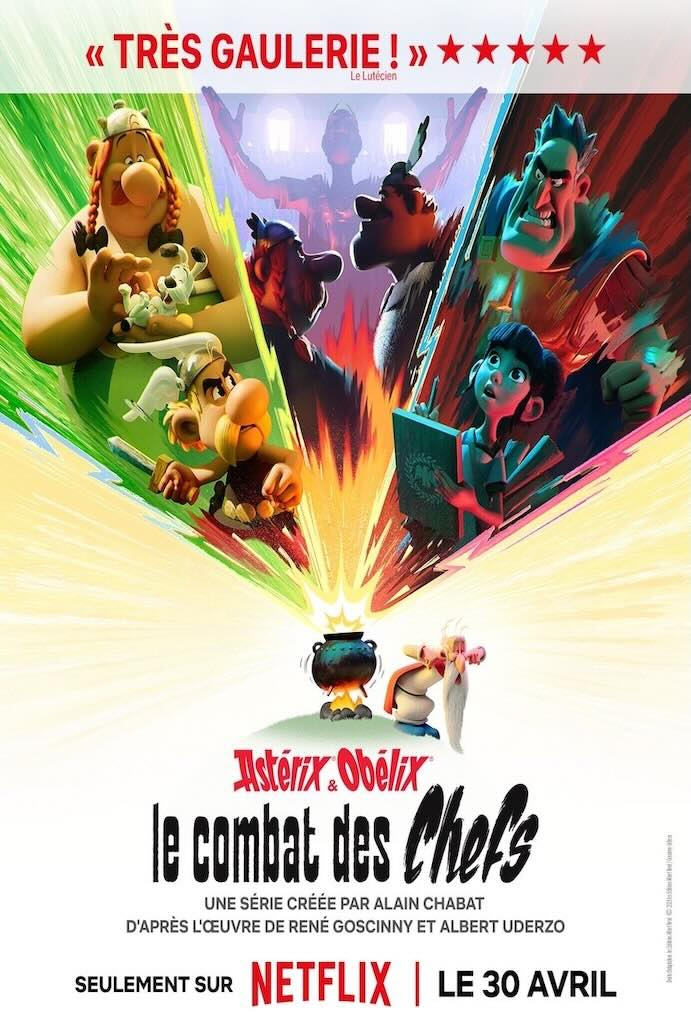 « TRÈS GAULERIE ! » ★★★★★
Le Lutécien
Astérix® & Obélix®
le combat des Chefs
UNE SÉRIE CRÉÉE PAR ALAIN CHABAT
D'APRÈS L'ŒUVRE DE RENÉ GOSCINNY ET ALBERT UDERZO
SEULEMENT SUR NETFLIX | LE 30 AVRIL